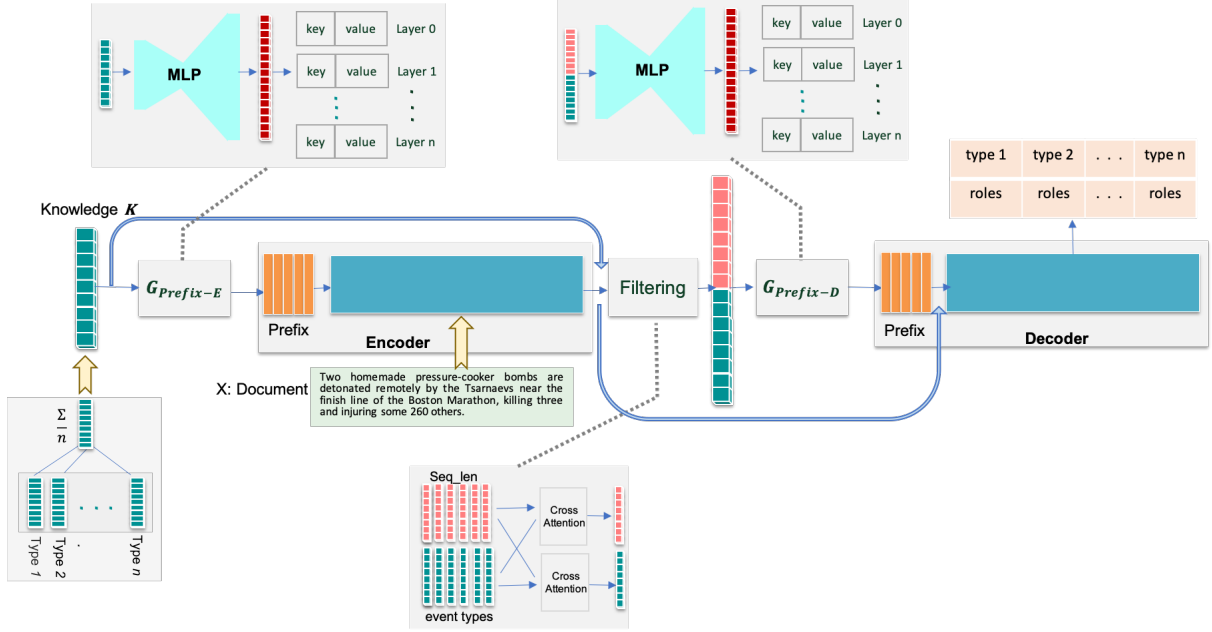 key value Layer 0
MLP
key value Layer 1
key value Layer n
key value Layer 0
MLP
key value Layer 1
key value Layer n
type 1 type 2 . . . type n
roles roles . . . roles
Knowledge K
G_{Prefix-E}
Prefix
Encoder
Filtering
G_{Prefix-D}
Prefix
Decoder
X: Document
Two homemade pressure-cooker bombs are
detonated remotely by the Tsarnaevs near the
finish line of the Boston Marathon, killing three
and injuring some 260 others.
Σ
n
. . .
Type 1
Type 2
.
Type n
Seq_len
Cross
Attention
Cross
Attention
event types